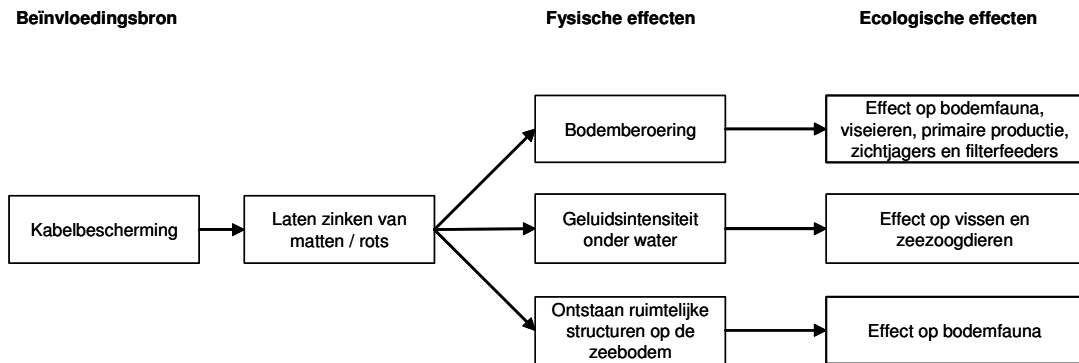 Beïnvloedingsbron
Fysische effecten
Ecologische effecten
Kabelbescherming
Laten zinken van
matten / rots
Bodemberoering
Effect op bodemfauna,
viseieren, primaire productie,
zichtjagers en filterfeeders
Geluidsintensiteit
onder water
Effect op vissen en
zeezoogdieren
Ontstaan ruimtelijke
structuren op de
zeebodem
Effect op bodemfauna